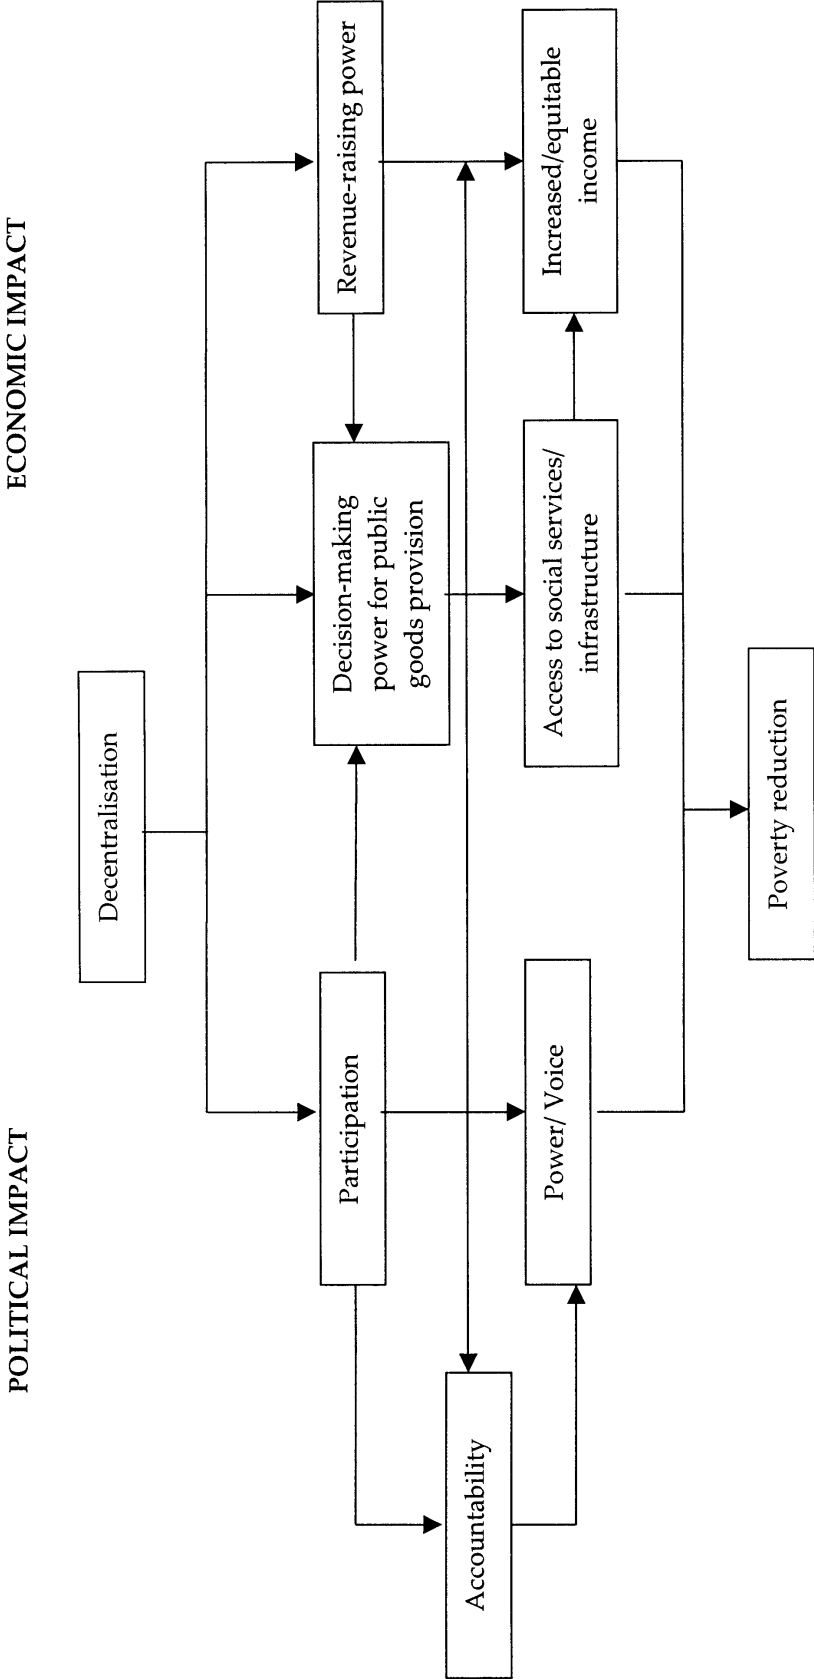 POLITICAL IMPACT
ECONOMIC IMPACT
Decentralisation
Participation
Decision-making
power for public
goods provision
Revenue-raising power
Accountability
Power/ Voice
Access to social services/
infrastructure
Increased/equitable
income
Poverty reduction